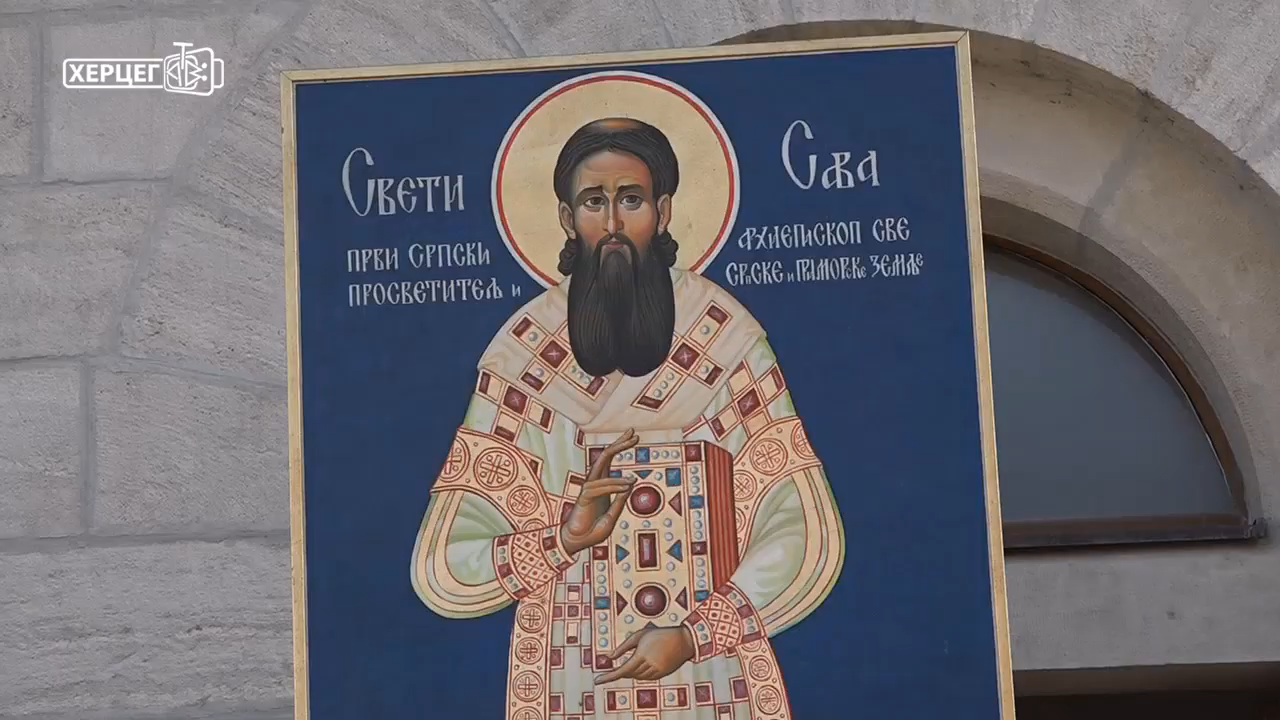 ХЕРЦЕГ
Свети
Сава
први српски
просветитељ и
архиепископ све
српске и приморске земље